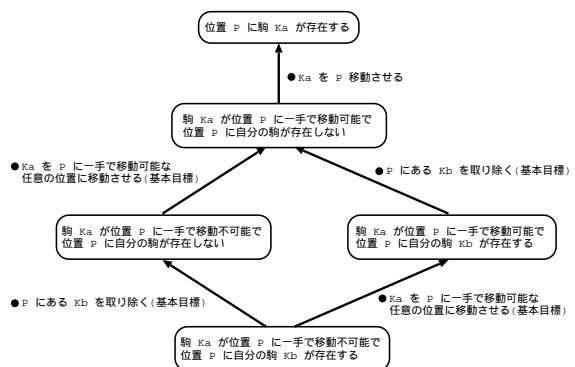 位置 P に駒 Ka が存在する
●Ka を P 移動させる
駒 Ka が位置 P に一手で移動可能で
位置 P に自分の駒が存在しない
●Ka を P に一手で移動可能な
任意の位置に移動させる(基本目標)
●P にある Kb を取り除く(基本目標)
駒 Ka が位置 P に一手で移動不可能で
位置 P に自分の駒が存在しない
駒 Ka が位置 P に一手で移動可能で
位置 P に自分の駒 Kb が存在する
●P にある Kb を取り除く(基本目標)
●Ka を P に一手で移動可能な
任意の位置に移動させる(基本目標)
駒 Ka が位置 P に一手で移動不可能で
位置 P に自分の駒 Kb が存在する